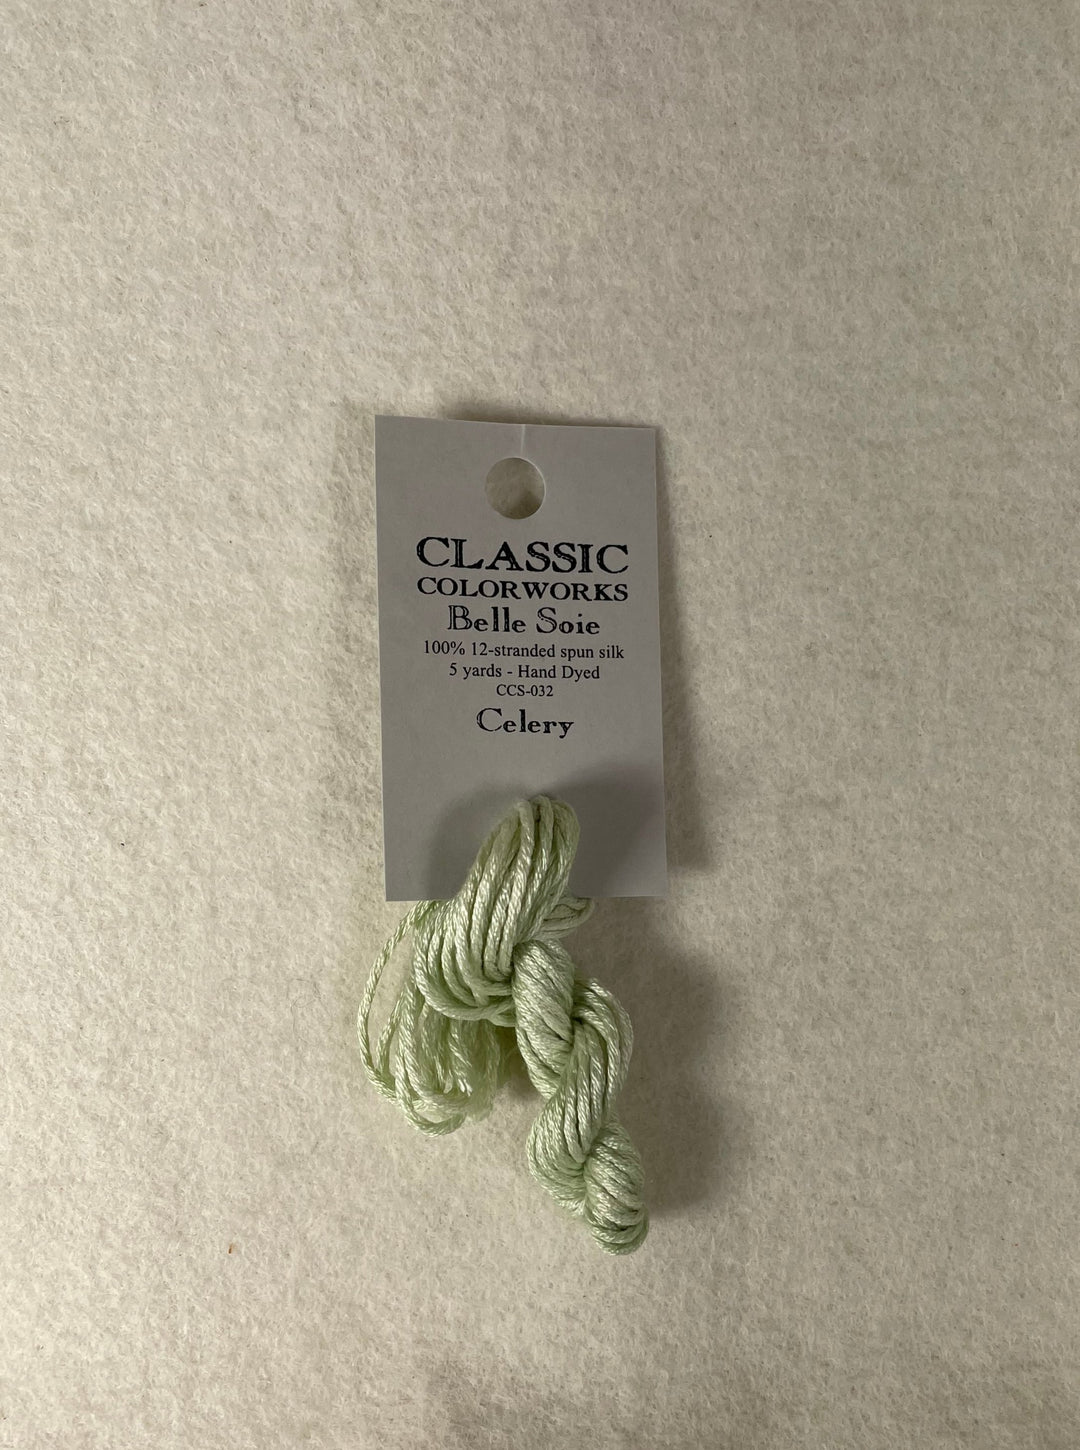 CLASSIC
COLORWORKS
Belle Soie
100% 12-stranded spun silk
5 yards - Hand Dyed
CCS-032
Celery